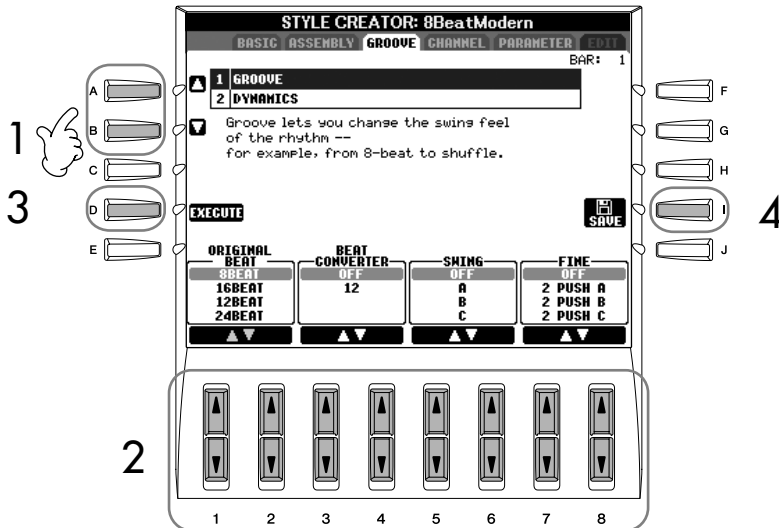 STYLE CREATOR: 8BeatModern
BASIC ASSEMBLY GROOVE CHANNEL PARAMETER EDIT
BAR: 1
1 GROOVE
2 DYNAMICS
Groove lets you change the swing feel
of the rhythm --
for example, from 8-beat to shuffle.
A
B
C
D
E
F
G
H
I
J
1
3
4
EXECUTE
SAVE
ORIGINAL BEAT
8BEAT
16BEAT
12BEAT
24BEAT
BEAT CONVERTER
OFF
12
SWING
OFF
A
B
C
FINE
OFF
2 PUSH A
2 PUSH B
2 PUSH C
2
1 2 3 4 5 6 7 8